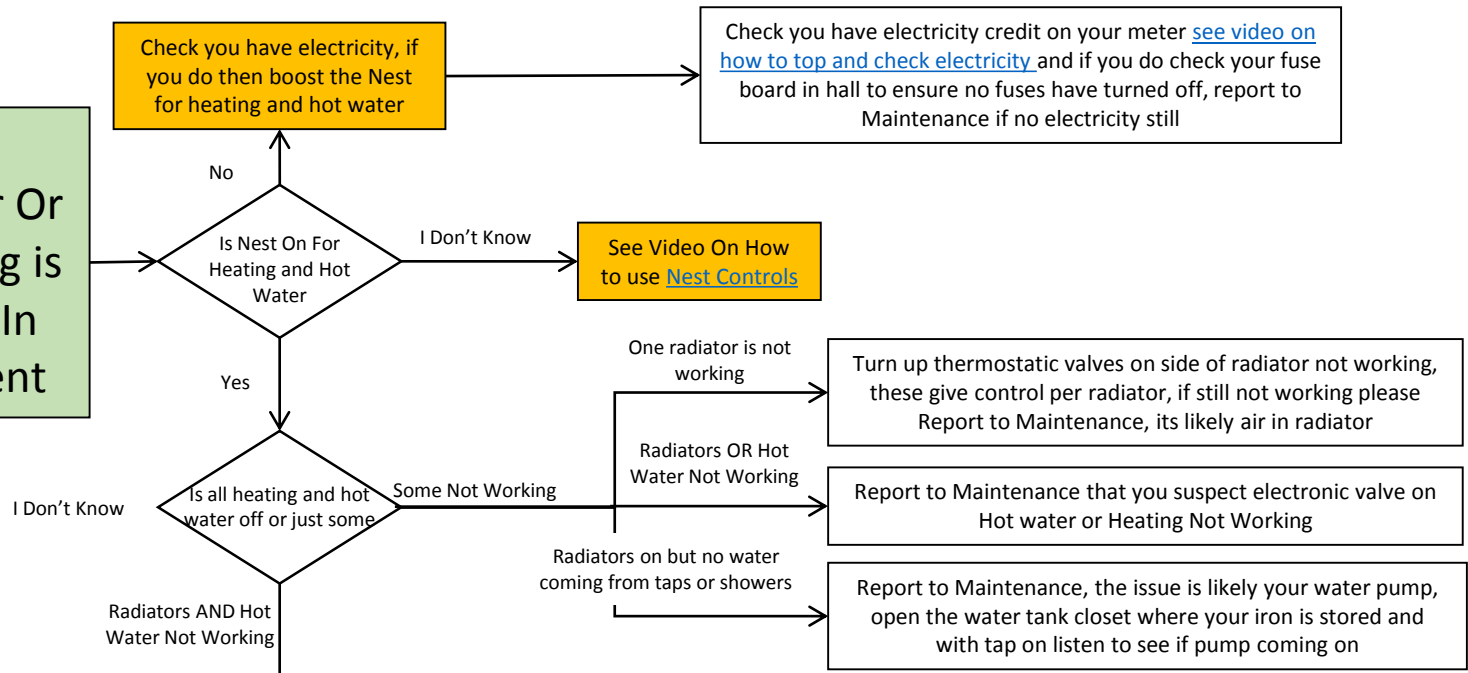 Check you have electricity, if
you do then boost the Nest
for heating and hot water
Check you have electricity credit on your meter see video on
how to top and check electricity and if you do check your fuse
board in hall to ensure no fuses have turned off, report to
Maintenance if no electricity still
Or
is
In
No
Is Nest On For
Heating and Hot
Water
I Don’t Know
See Video On How
to use Nest Controls
Yes
One radiator is not
working
Turn up thermostatic valves on side of radiator not working,
these give control per radiator, if still not working please
Report to Maintenance, its likely air in radiator
I Don’t Know
Is all heating and hot
water off or just some
Some Not Working
Radiators OR Hot
Water Not Working
Report to Maintenance that you suspect electronic valve on
Hot water or Heating Not Working
Radiators on but no water
coming from taps or showers
Report to Maintenance, the issue is likely your water pump,
open the water tank closet where your iron is stored and
with tap on listen to see if pump coming on
Radiators AND Hot
Water Not Working